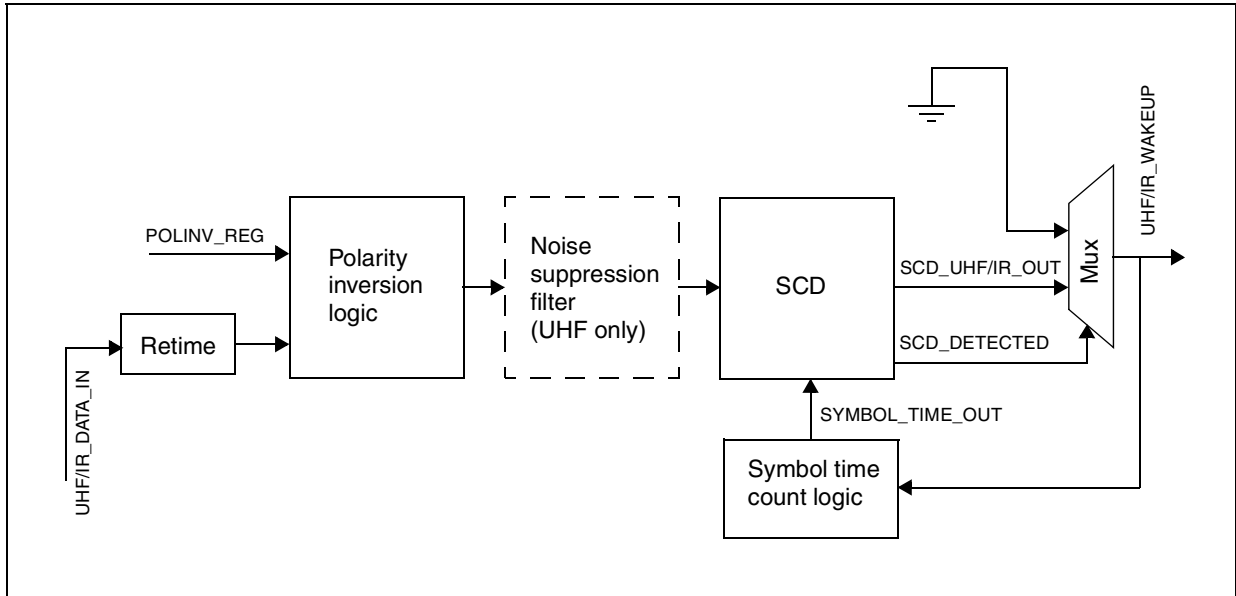 UHF/IR_WAKEUP
POLINV_REG
Polarity
inversion
logic
Noise
suppression
filter
(UHF only)
SCD
SCD_UHF/IR_OUT
Mux
Retime
SCD_DETECTED
UHF/IR_DATA_IN
SYMBOL_TIME_OUT
Symbol time
count logic